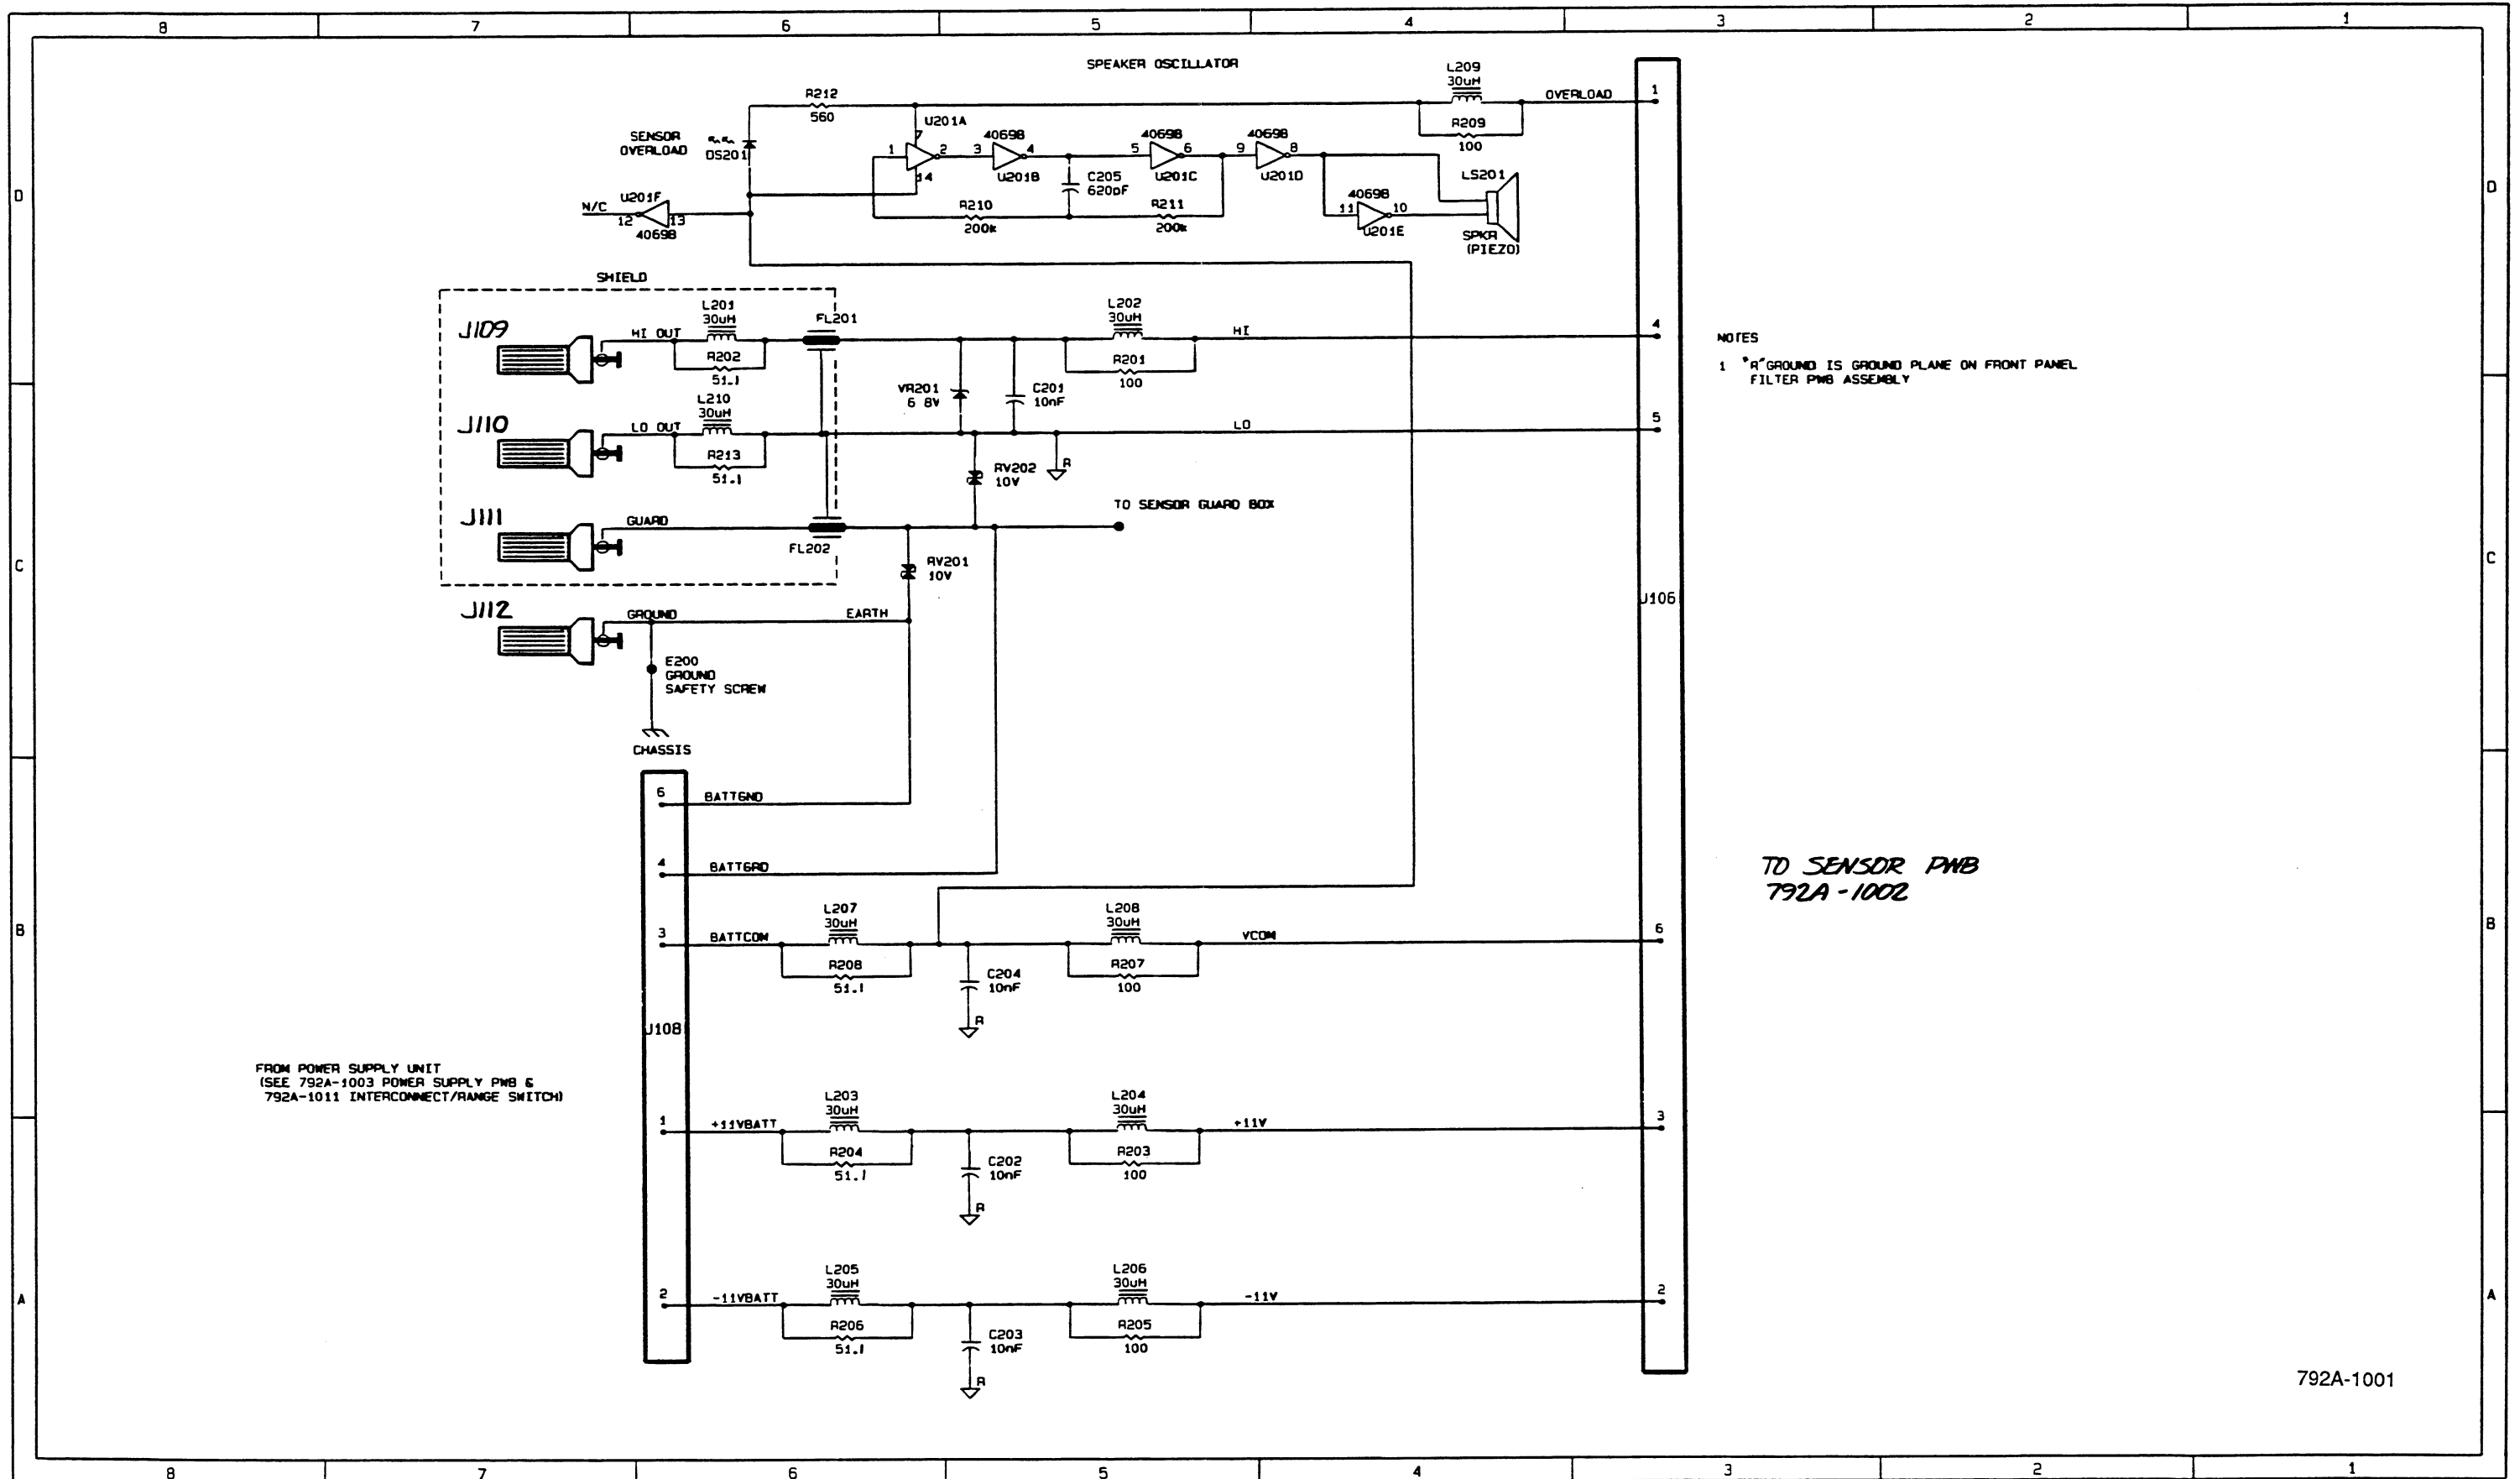 8 7 6 5 4 3 2 1
SPEAKER OSCILLATOR
L209
30uH
OVERLOAD
1
R209
100
R212
560
SENSOR
OVERLOAD
DS201
U201A
1
7
2
14
4069B
3
4
U201B
C205
620pF
4069B
5
6
U201C
4069B
9
8
U201D
LS201
4069B
11
10
U201E
SPKR
(PIEZO)
R210
200k
R211
200k
N/C
U201F
12
13
4069B
D
D
SHIELD
J109
HI OUT
L201
30uH
R202
51.1
FL201
L202
30uH
R201
100
HI
4
VR201
6 8V
C201
10nF
J110
LO OUT
L210
30uH
R213
51.1
LO
5
RV202
10V
R
NOTES
1 "R"GROUND IS GROUND PLANE ON FRONT PANEL
FILTER PWB ASSEMBLY
J111
GUARD
FL202
TO SENSOR GUARD BOX
RV201
10V
C
C
J106
J112
GROUND
EARTH
E200
GROUND
SAFETY SCREW
CHASSIS
6
BATTGND
4
BATTGRD
TO SENSOR PWB
792A-1002
B
B
3
BATTCOM
L207
30uH
R208
51.1
C204
10nF
R
L208
30uH
R207
100
VCOM
6
J108
FROM POWER SUPPLY UNIT
(SEE 792A-1003 POWER SUPPLY PWB &
792A-1011 INTERCONNECT/RANGE SWITCH)
1
+11VBATT
L203
30uH
R204
51.1
C202
10nF
R
L204
30uH
R203
100
+11V
3
A
A
2
-11VBATT
L205
30uH
R206
51.1
C203
10nF
R
L206
30uH
R205
100
-11V
2
792A-1001
8 7 6 5 4 3 2 1